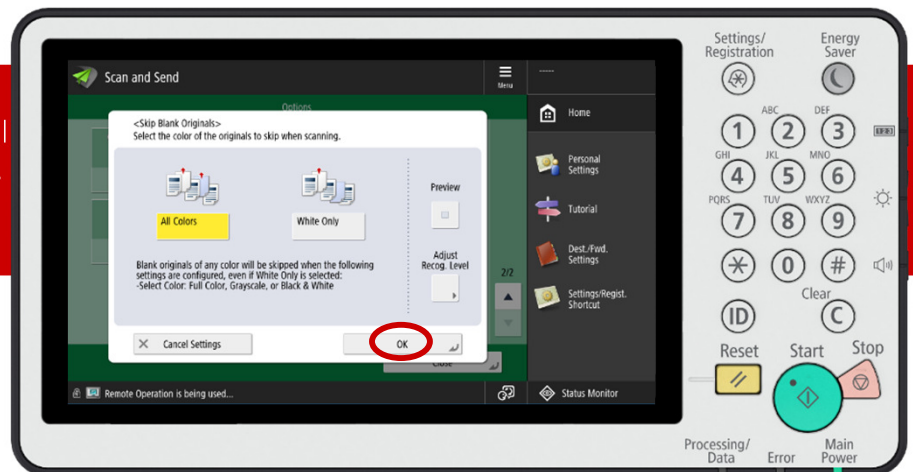 Scan and Send
Menu
-----
Options
<Skip Blank Originals>
Select the color of the originals to skip when scanning.
All Colors
White Only
Preview
Adjust
Recog. Level
Blank originals of any color will be skipped when the following
settings are configured, even if White Only is selected:
-Select Color: Full Color, Grayscale, or Black & White
2/2
Cancel Settings
OK
Close
Remote Operation is being used...
Home
Personal
Settings
Tutorial
Dest./Fwd.
Settings
Settings/Regist.
Shortcut
Status Monitor
Settings/
Registration
Energy
Saver
ABC
DEF
1
2
3
GHI
JKL
MNO
4
5
6
PQRS
TUV
WXYZ
7
8
9
0
#
Clear
ID
C
Reset
Start
Stop
Processing/
Data
Error
Main
Power